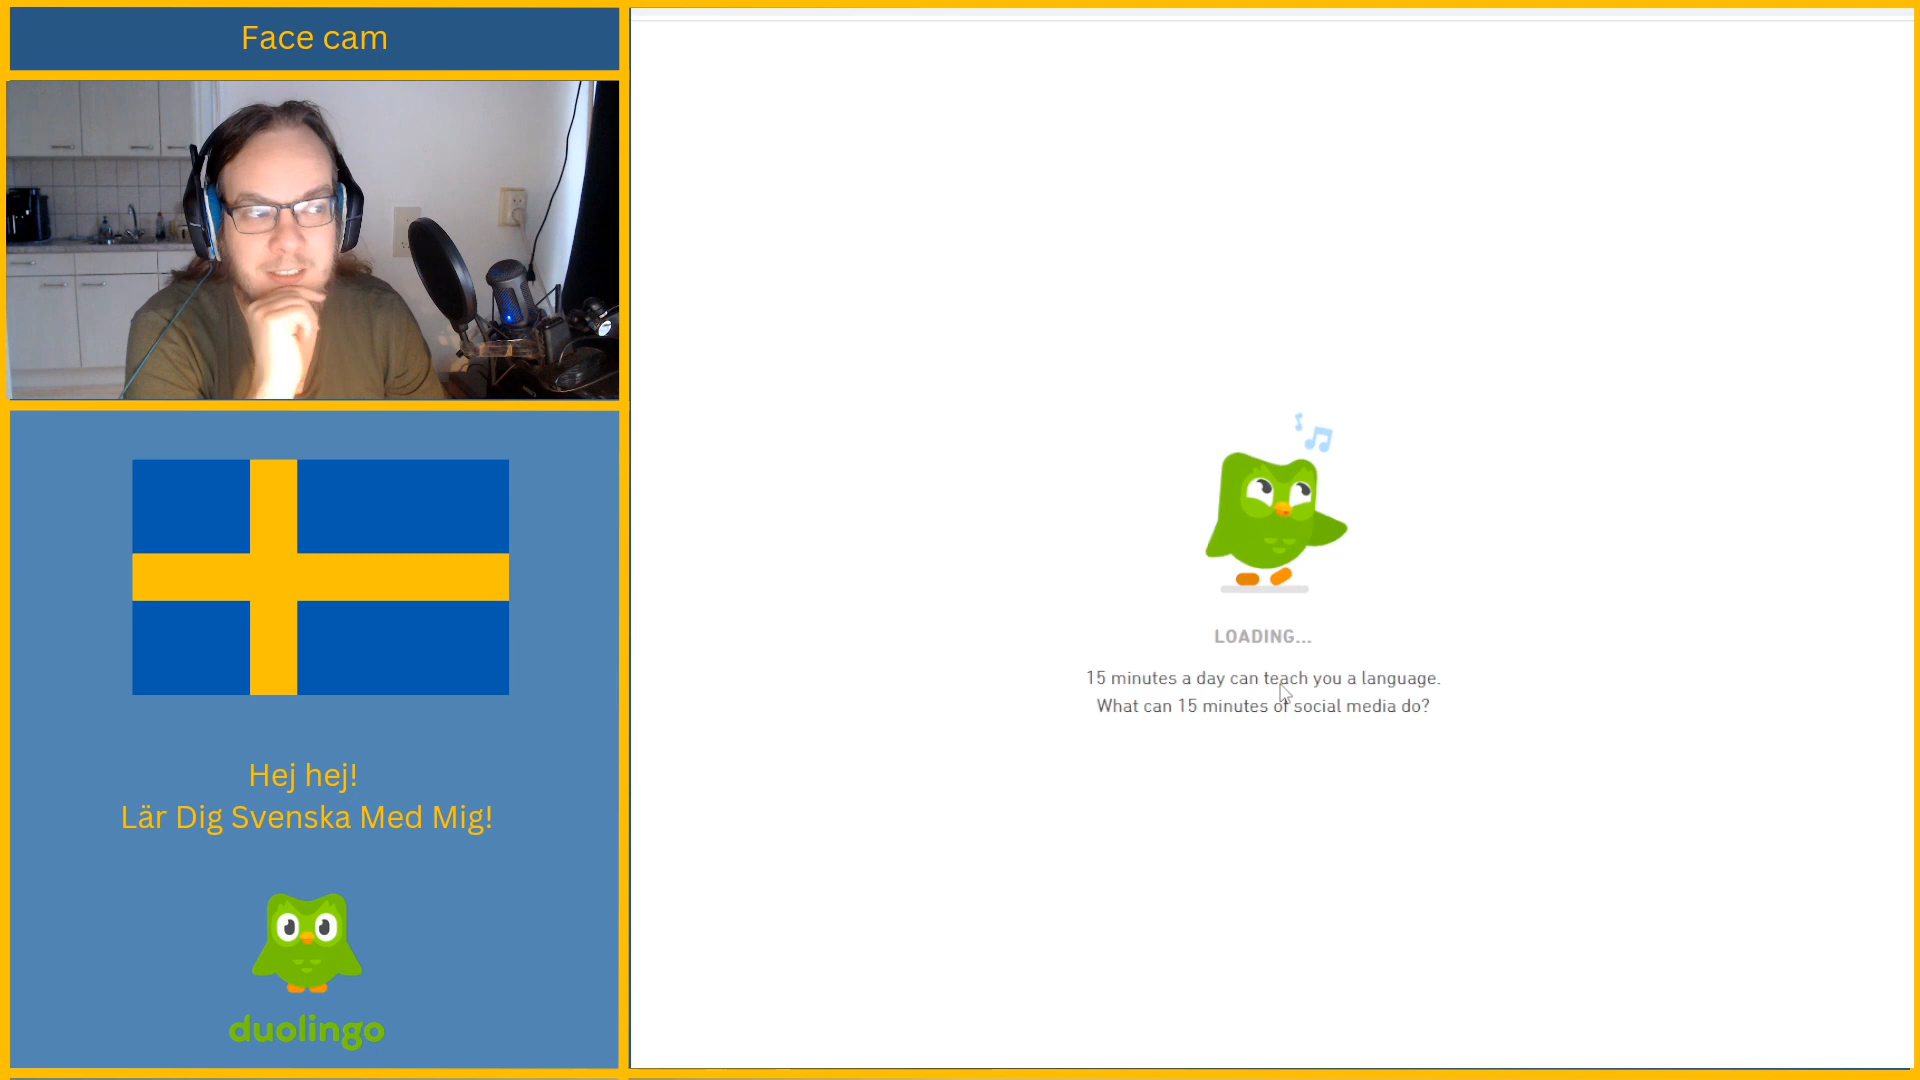 Face cam
Hej hej!
Lär Dig Svenska Med Mig!
duolingo
LOADING...
15 minutes a day can teach you a language.
What can 15 minutes of social media do?